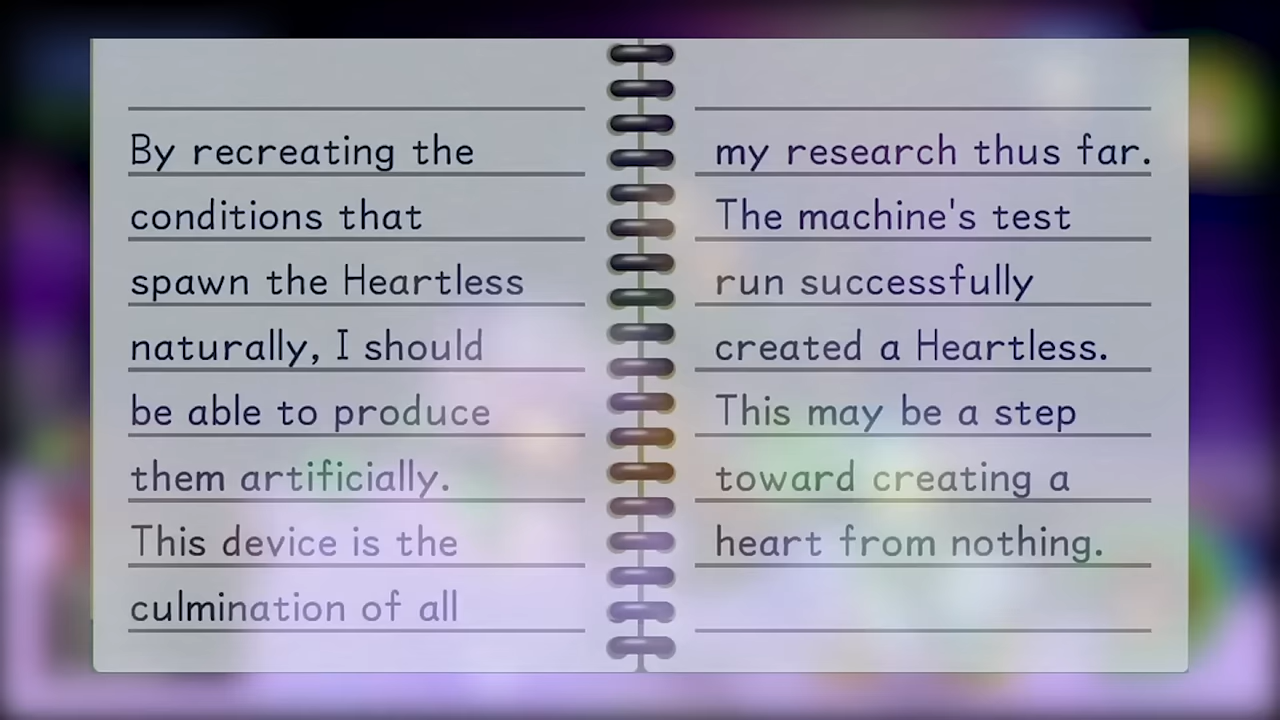 By recreating the
conditions that
spawn the Heartless
naturally, I should
be able to produce
them artificially.
This device is the
culmination of all
my research thus far.
The machine's test
run successfully
created a Heartless.
This may be a step
toward creating a
heart from nothing.